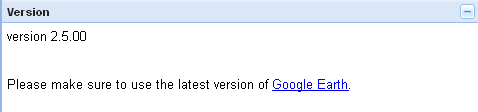 Version
version 2.5.00
Please make sure to use the latest version of Google Earth.